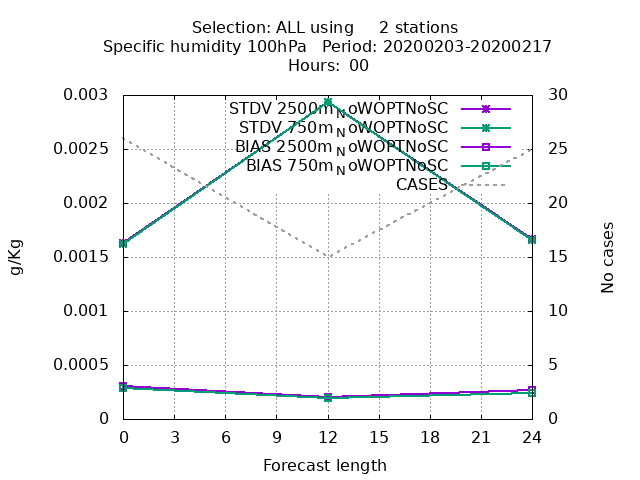 Selection: ALL using     2 stations
Specific humidity 100hPa   Period: 20200203-20200217
Hours:  00
g/Kg
No cases
0.003
0.0025
0.002
0.0015
0.001
0.0005
0
30
25
20
15
10
5
0
STDV 2500m_NoWOPTNoSC
STDV 750m_NoWOPTNoSC
BIAS 2500m_NoWOPTNoSC
BIAS 750m_NoWOPTNoSC
CASES
0 3 6 9 12 15 18 21 24
Forecast length